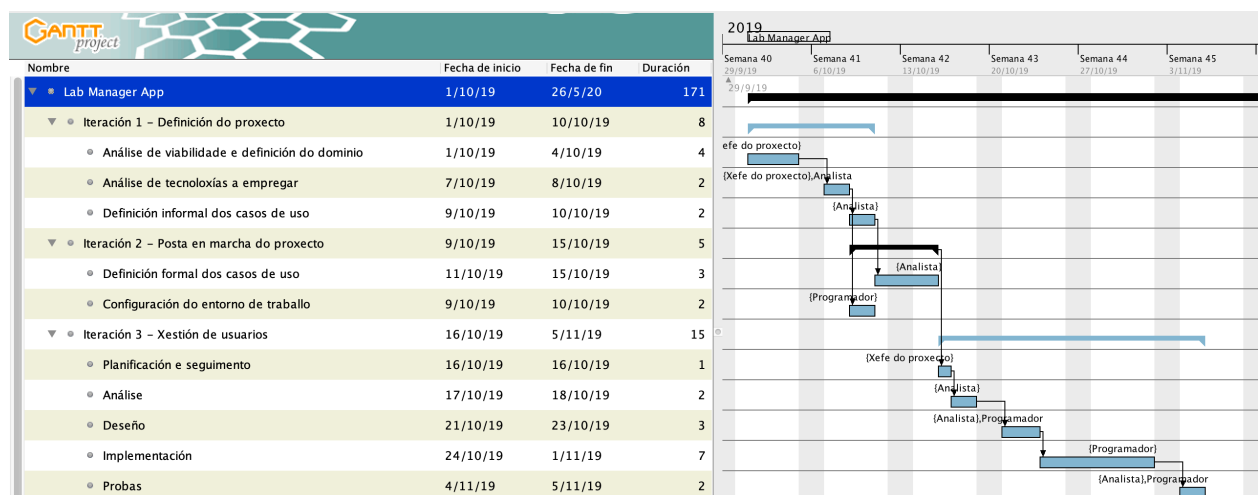 GANTT
project
2019
Lab Manager App
Semana 40 Semana 41 Semana 42 Semana 43 Semana 44 Semana 45
29/9/19 6/10/19 13/10/19 20/10/19 27/10/19 3/11/19
29/9/19
Nombre Fecha de inicio Fecha de fin Duración
Lab Manager App 1/10/19 26/5/20 171
Iteración 1 – Definición do proxecto 1/10/19 10/10/19 8
Análise de viabilidade e definición do dominio 1/10/19 4/10/19 4
efe do proxecto}
Análise de tecnoloxías a empregar 7/10/19 8/10/19 2
{Xefe do proxecto},Analista
Definición informal dos casos de uso 9/10/19 10/10/19 2
{Analista}
Iteración 2 – Posta en marcha do proxecto 9/10/19 15/10/19 5
Definición formal dos casos de uso 11/10/19 15/10/19 3
{Analista}
Configuración do entorno de traballo 9/10/19 10/10/19 2
{Programador}
Iteración 3 – Xestión de usuarios 16/10/19 5/11/19 15
Planificación e seguimento 16/10/19 16/10/19 1
{Xefe do proxecto}
Análise 17/10/19 18/10/19 2
{Analista}
Deseño 21/10/19 23/10/19 3
{Analista},Programador
Implementación 24/10/19 1/11/19 7
{Programador}
Probas 4/11/19 5/11/19 2
{Analista},Programador